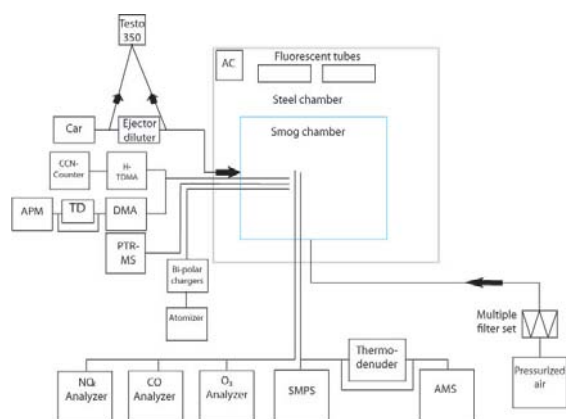 Testo
350
AC
Fluorescent tubes
Steel chamber
Smog chamber
Car
Ejector
diluter
CCN-
Counter
H-
TDMA
APM
TD
DMA
PTR-
MS
Bi-polar
chargers
Atomizer
Multiple
filter set
Pressurized
air
Thermo-
denuder
NOₓ
Analyzer
CO
Analyzer
O₃
Analyzer
SMPS
AMS